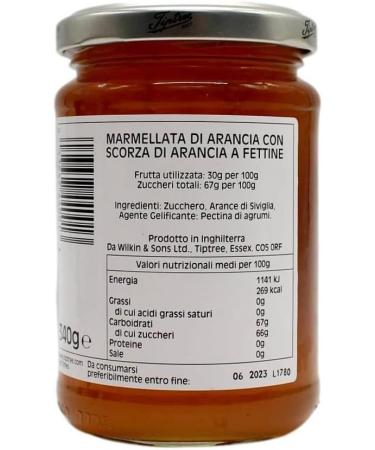 Tiptree
MARMELLATA DI ARANCIA CON
SCORZA DI ARANCIA A FETTINE
Frutta utilizzata: 30g per 100g
Zuccheri totali: 67g per 100g
Ingredienti: Zucchero, Arance di Siviglia,
Agente Gelificante: Pectina di agrumi.
Prodotto in Inghilterra
Da Wilkin & Sons Ltd., Tiptree, Essex. CO5 0RF
Valori nutrizionali medi per 100g
Energia 1141 kJ
269 kcal
Grassi 0g
di cui acidi grassi saturi 0g
Carboidrati 67g
di cui zuccheri 66g
Proteine 0g
Sale 0g
340g e
Da consumarsi
preferibilmente entro fine: 06 2023 L1780